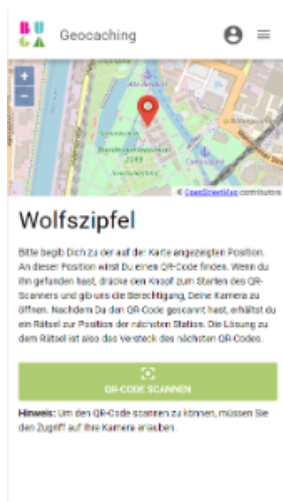 BU
GA
Geocaching
+
−
© OpenStreetMap contributors
Wolfszipfel
Bitte begib Dich zu der auf der Karte angezeigten Position.
An dieser Position wirst Du einen QR-Code finden. Wenn du
ihn gefunden hast, drücke den Knopf zum Starten des QR-
Scanners und gib uns die Berechtigung, Deine Kamera zu
öffnen. Nachdem Du den QR-Code gescannt hast, erhältst du
ein Rätsel zur Position der nächsten Station. Die Lösung zu
dem Rätsel ist also das Versteck des nächsten QR-Codes.
QR-CODE SCANNEN
Hinweis: Um den QR-Code scannen zu können, müssen Sie
den Zugriff auf Ihre Kamera erlauben.